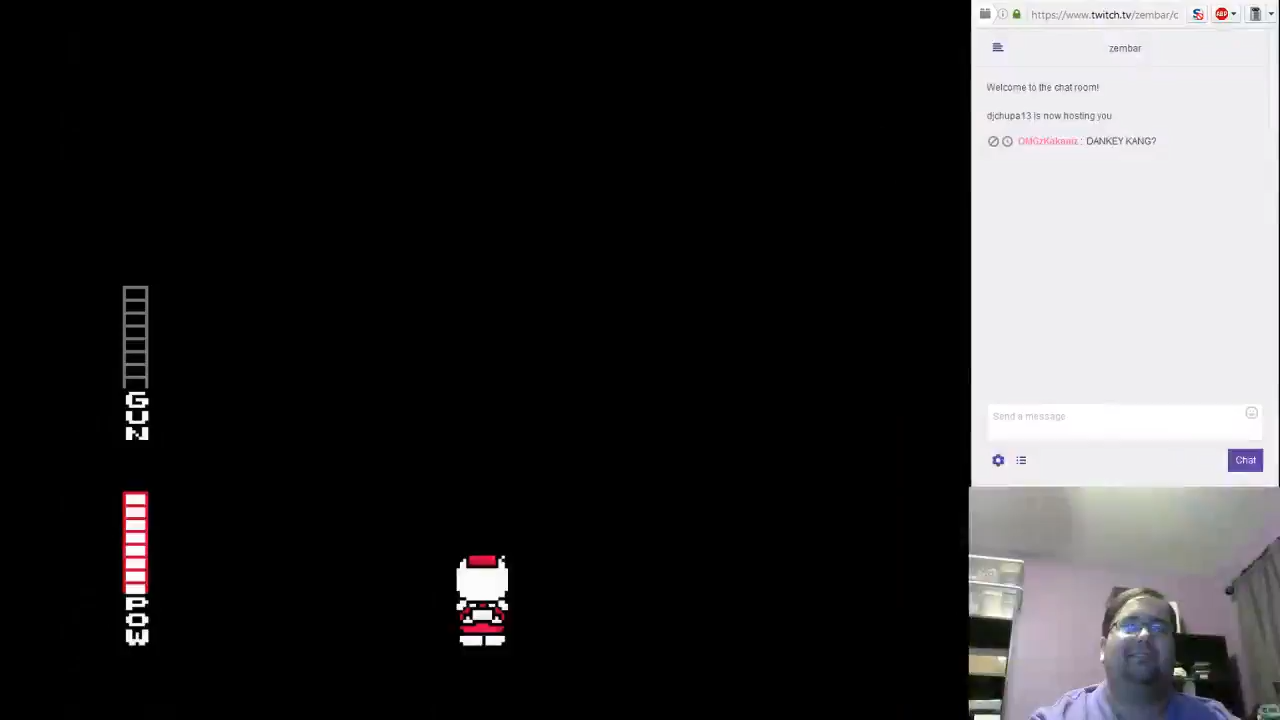 https://www.twitch.tv/zembar/c
zembar
Welcome to the chat room!
djchupa13 is now hosting you
DANKEY KANG?
GUN
Send a message
Chat
POW